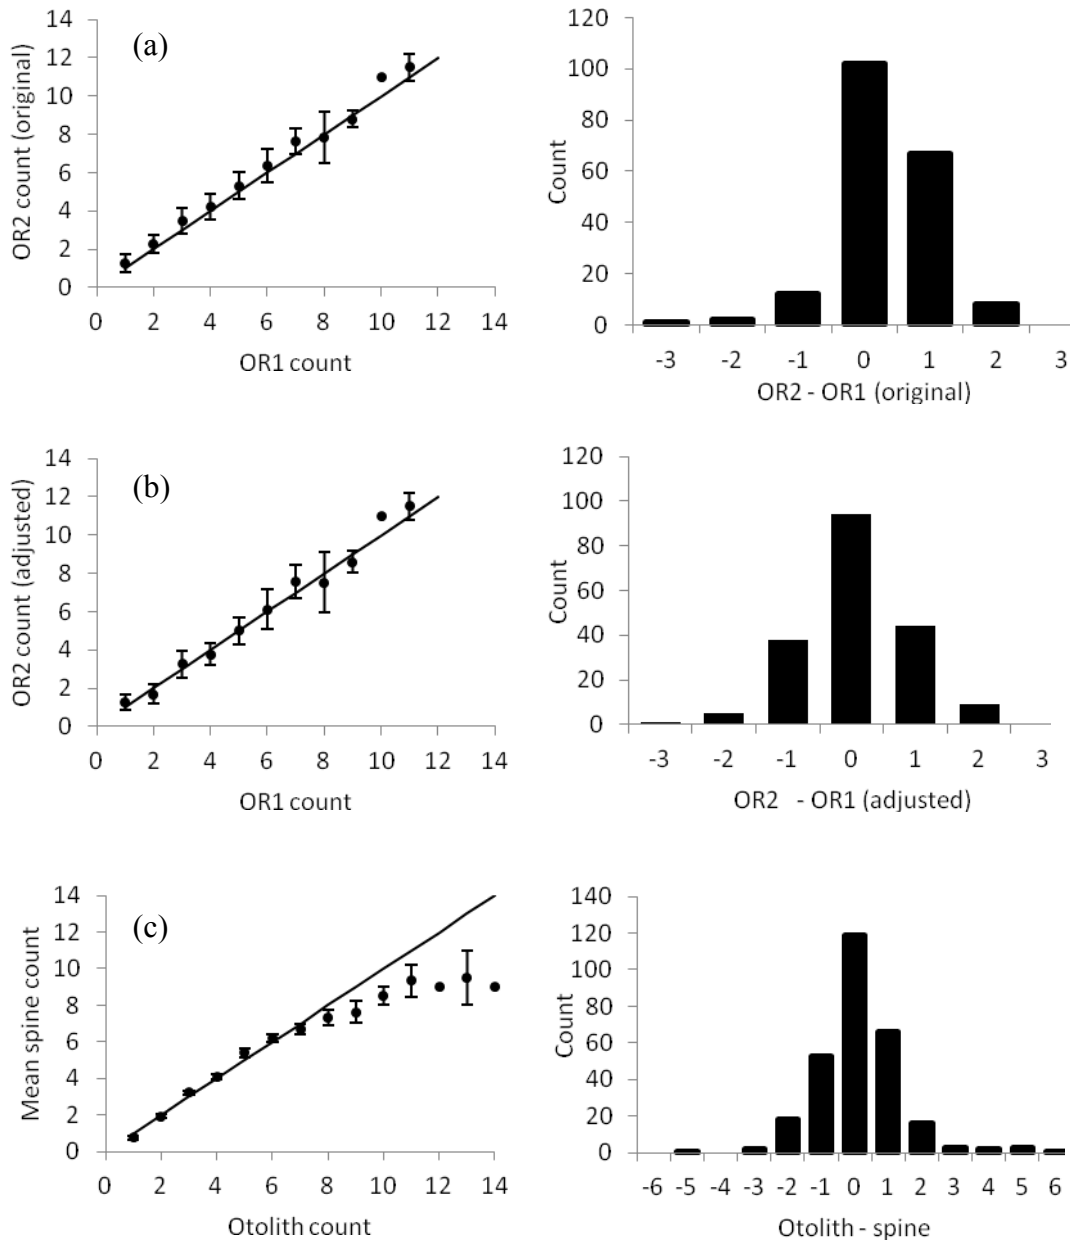 (a)
OR2 count (original)
14
12
10
8
6
4
2
0
0 2 4 6 8 10 12 14
OR1 count
Count
120
100
80
60
40
20
0
-3 -2 -1 0 1 2 3
OR2 - OR1 (original)
(b)
OR2 count (adjusted)
14
12
10
8
6
4
2
0
0 2 4 6 8 10 12 14
OR1 count
Count
120
100
80
60
40
20
0
-3 -2 -1 0 1 2 3
OR2 - OR1 (adjusted)
(c)
Mean spine count
14
12
10
8
6
4
2
0
0 2 4 6 8 10 12 14
Otolith count
Count
140
120
100
80
60
40
20
0
-6 -5 -4 -3 -2 -1 0 1 2 3 4 5 6
Otolith - spine